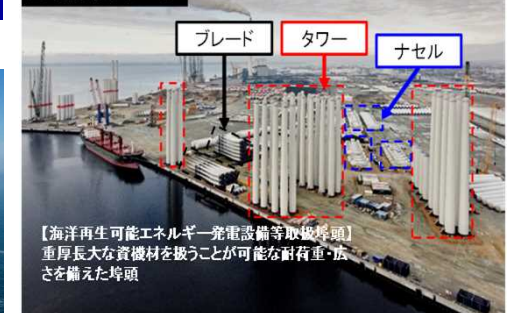 ブレード
タワー
ナセル
【海洋再生可能エネルギー発電設備等取扱埠頭】
重厚長大な資機材を扱うことが可能な耐荷重・広
さを備えた埠頭